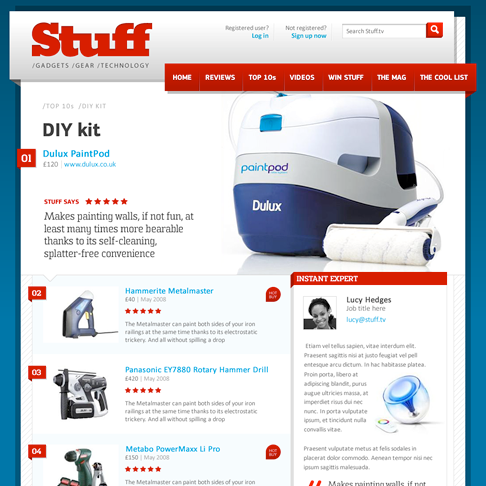 Stuff
/GADGETS /GEAR /TECHNOLOGY
Registered user?
Log in
Not registered?
Sign up now
Search Stuff.tv
HOME
REVIEWS
TOP 10s
VIDEOS
WIN STUFF
THE MAG
THE COOL LIST
/TOP 10s /DIY KIT
DIY kit
01
Dulux PaintPod
£120 | www.dulux.co.uk
STUFF SAYS
Makes painting walls, if not fun, at
least many times more bearable
thanks to its self-cleaning,
splatter-free convenience
paintpod
Dulux
02
Hammerite Metalmaster
£40 | May 2008
HOT
BUY
The Metalmaster can paint both sides of your iron
railings at the same time thanks to its electrostatic
trickery. And all without spilling a drop
03
Panasonic EY7880 Rotary Hammer Drill
£420 | May 2008
The Metalmaster can paint both sides of your iron
railings at the same time thanks to its electrostatic
trickery. And all without spilling a drop
04
Metabo PowerMaxx Li Pro
£150 | May 2008
HOT
BUY
The Metalmaster can paint both sides of your iron
INSTANT EXPERT
Lucy Hedges
Job title here
lucy@stuff.tv
Etiam vel tellus sapien, vitae interdum elit.
Praesent sagittis nisi at justo feugiat vel pell
entesque arcu dictum. In hac habitasse platea.
Proin porta, libero at
adipiscing blandit, purus
augue ultricies massa, at
imperdiet risus dui nec
nunc. In porta vulputate
ipsum, et tincidunt nulla
convallis vitae.
Praesent vulputate metus at felis sodales in
placerat dolor commodo. Aenean tempor nisi nec
ipsum sagittis malesuada.
Makes painting walls, if not